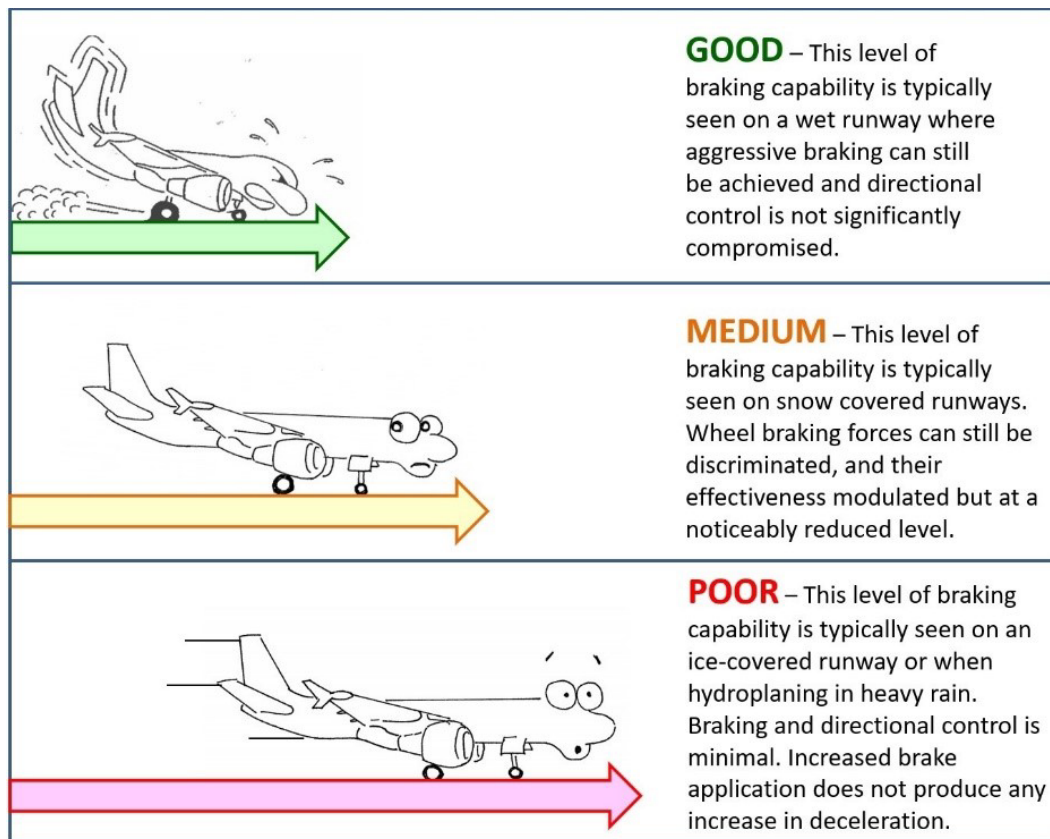 GOOD – This level of
braking capability is typically
seen on a wet runway where
aggressive braking can still
be achieved and directional
control is not significantly
compromised.
MEDIUM – This level of
braking capability is typically
seen on snow covered runways.
Wheel braking forces can still be
discriminated, and their
effectiveness modulated but at a
noticeably reduced level.
POOR – This level of braking
capability is typically seen on an
ice-covered runway or when
hydroplaning in heavy rain.
Braking and directional control is
minimal. Increased brake
application does not produce any
increase in deceleration.